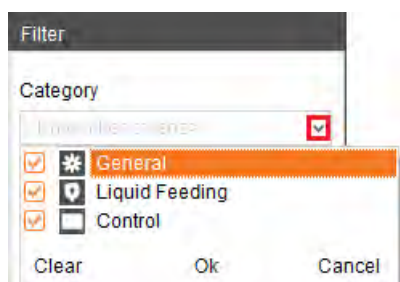 Filter
Category
General
Liquid Feeding
Control
Clear Ok Cancel